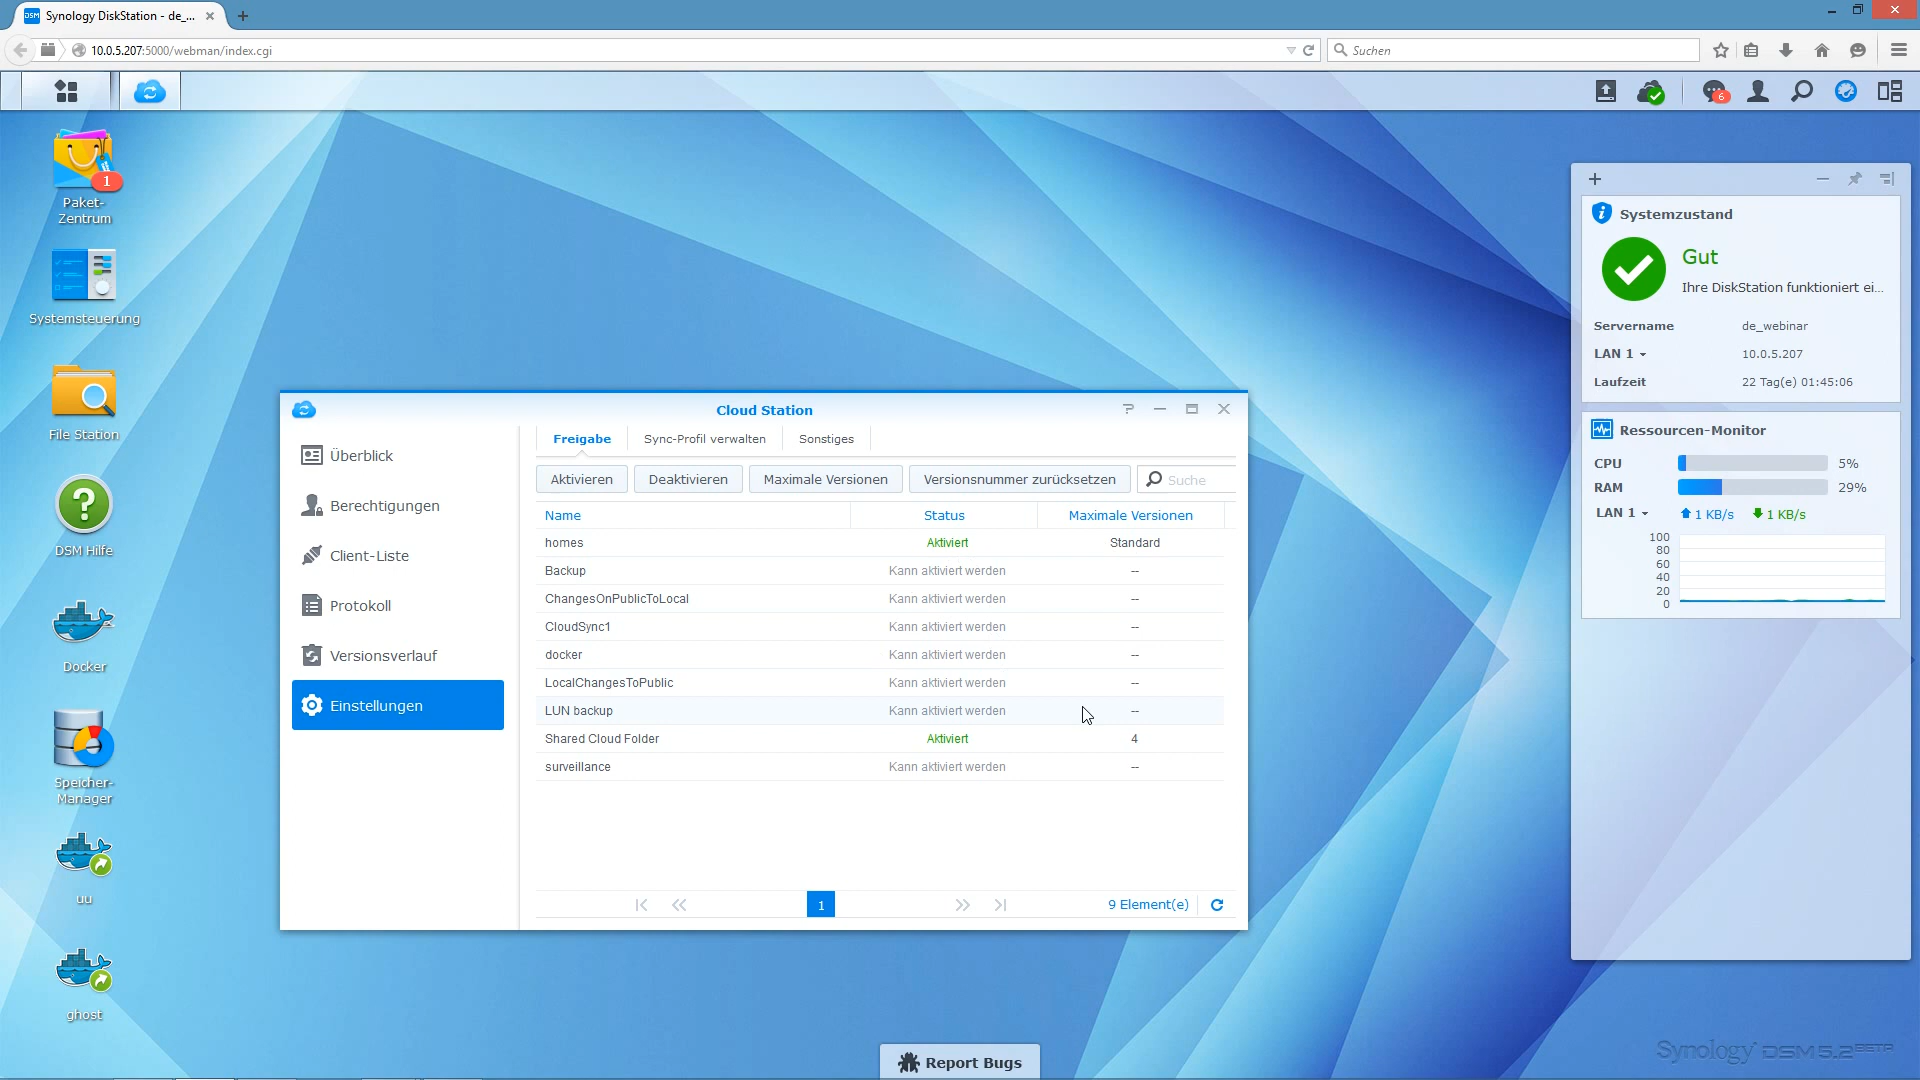 Synology DiskStation - de_...
10.0.5.207:5000/webman/index.cgi
Suchen
6
1
Paket-
Zentrum
Systemsteuerung
File Station
DSM Hilfe
Docker
Speicher-
Manager
uu
ghost
Cloud Station
Überblick
Berechtigungen
Client-Liste
Protokoll
Versionsverlauf
Einstellungen
Freigabe Sync-Profil verwalten Sonstiges
Aktivieren Deaktivieren Maximale Versionen Versionsnummer zurücksetzen Suche
Name Status Maximale Versionen
homes Aktiviert Standard
Backup Kann aktiviert werden --
ChangesOnPublicToLocal Kann aktiviert werden --
CloudSync1 Kann aktiviert werden --
docker Kann aktiviert werden --
LocalChangesToPublic Kann aktiviert werden --
LUN backup Kann aktiviert werden --
Shared Cloud Folder Aktiviert 4
surveillance Kann aktiviert werden --
1 9 Element(e)
Systemzustand
Gut
Ihre DiskStation funktioniert ei...
Servername de_webinar
LAN 1 10.0.5.207
Laufzeit 22 Tag(e) 01:45:06
Ressourcen-Monitor
CPU 5%
RAM 29%
LAN 1 1 KB/s 1 KB/s
100
80
60
40
20
0
Report Bugs
Synology DSM 5.2 BETA